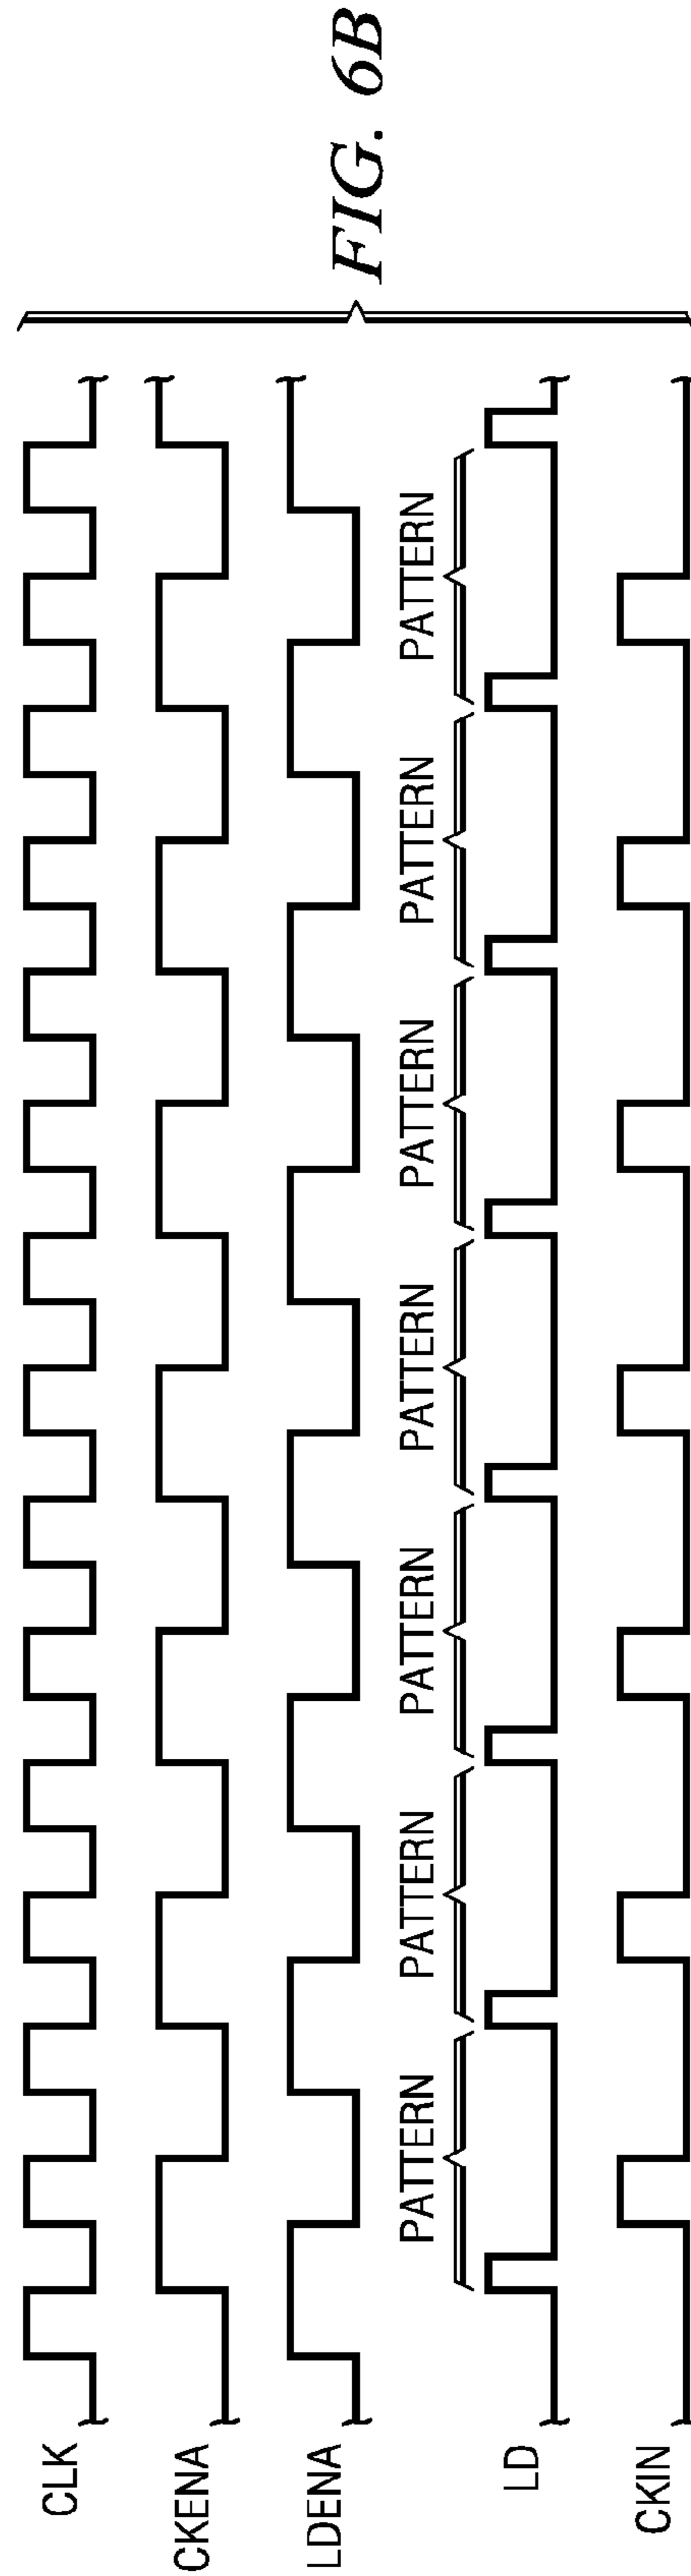 CLK
CKENA
LDENA
PATTERN PATTERN PATTERN PATTERN PATTERN PATTERN PATTERN
LD
CKIN
FIG. 6B